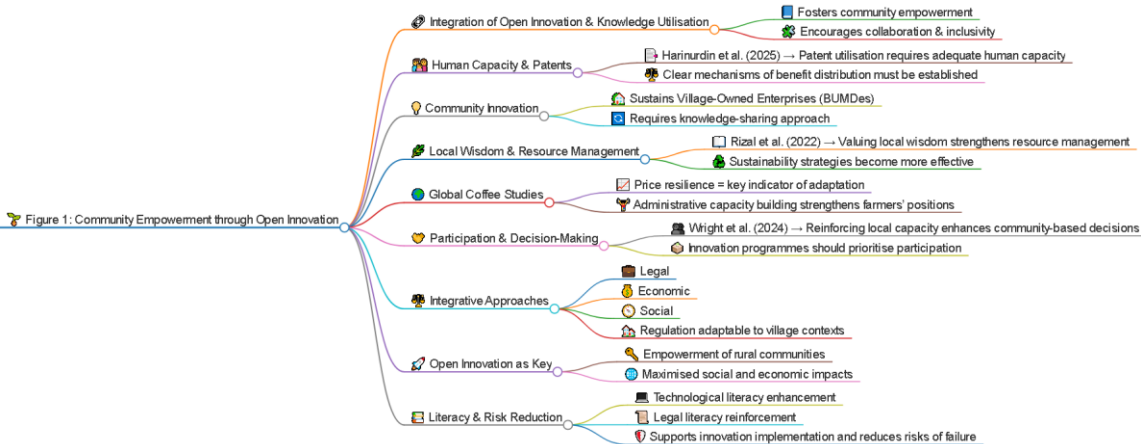 Figure 1: Community Empowerment through Open Innovation
Integration of Open Innovation & Knowledge Utilisation
Fosters community empowerment
Encourages collaboration & inclusivity
Human Capacity & Patents
Harinurdin et al. (2025) → Patent utilisation requires adequate human capacity
Clear mechanisms of benefit distribution must be established
Community Innovation
Sustains Village-Owned Enterprises (BUMDes)
Requires knowledge-sharing approach
Local Wisdom & Resource Management
Rizal et al. (2022) → Valuing local wisdom strengthens resource management
Sustainability strategies become more effective
Global Coffee Studies
Price resilience = key indicator of adaptation
Administrative capacity building strengthens farmers' positions
Participation & Decision-Making
Wright et al. (2024) → Reinforcing local capacity enhances community-based decisions
Innovation programmes should prioritise participation
Integrative Approaches
Legal
Economic
Social
Regulation adaptable to village contexts
Open Innovation as Key
Empowerment of rural communities
Maximised social and economic impacts
Literacy & Risk Reduction
Technological literacy enhancement
Legal literacy reinforcement
Supports innovation implementation and reduces risks of failure